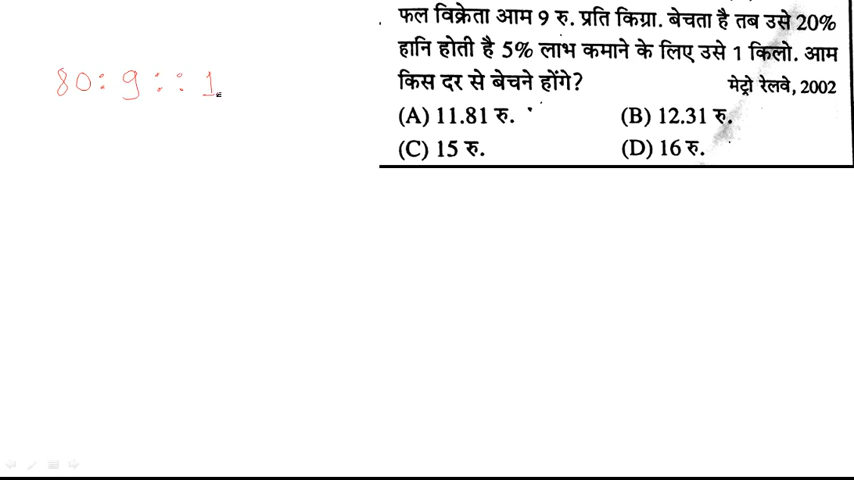 फल विक्रेता आम 9 रु. प्रति किग्रा. बेचता है तब उसे 20%
हानि होती है 5% लाभ कमाने के लिए उसे 1 किलो. आम
किस दर से बेचने होंगे?
मेट्रो रेलवे, 2002
(A) 11.81 रु.
(B) 12.31 रु.
(C) 15 रु.
(D) 16 रु.
80 : 9 : : 1